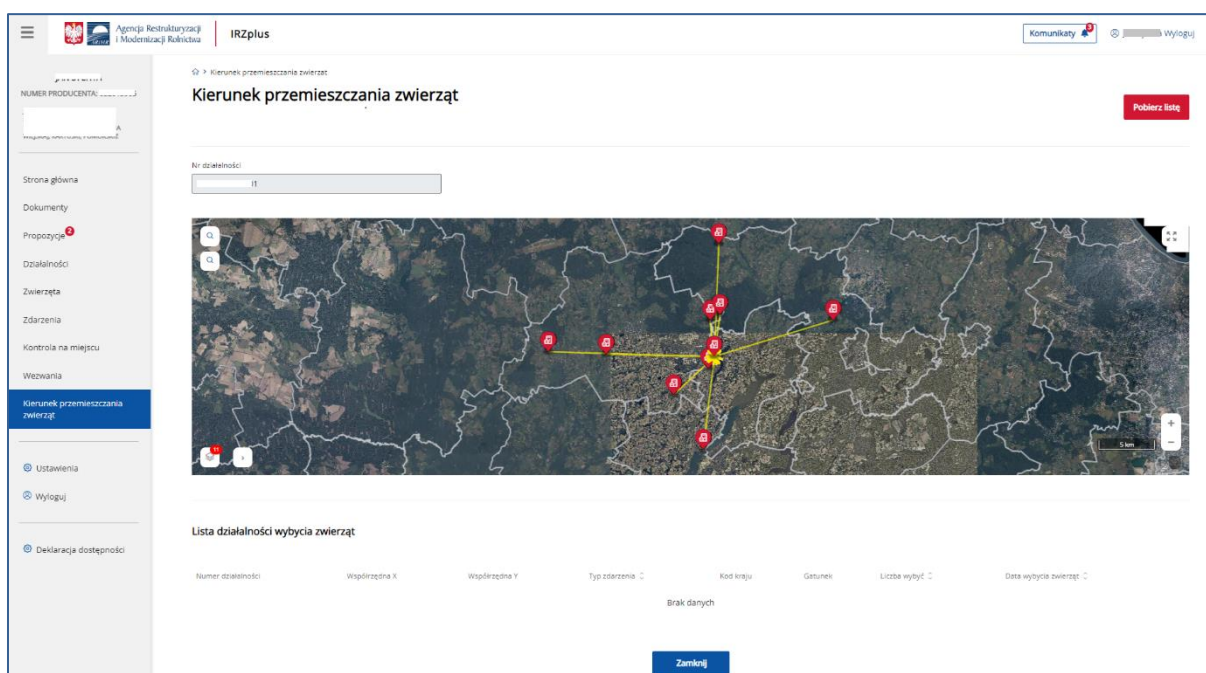 Agencja Restrukturyzacji
i Modernizacji Rolnictwa
IRZplus
Komunikaty 3
Wyloguj
NUMER PRODUCENTA:
Kierunek przemieszczania zwierząt
Kierunek przemieszczania zwierząt
Pobierz listę
Nr działalności
Strona główna
Dokumenty
Propozycje 2
Działalności
Zwierzęta
Zdarzenia
Kontrola na miejscu
Wezwania
Kierunek przemieszczania
zwierząt
Ustawienia
Wyloguj
Deklaracja dostępności
11
+
5 km
−
Lista działalności wybycia zwierząt
Numer działalności Współrzędna X Współrzędna Y Typ zdarzenia Kod kraju Gatunek Liczba wybyć Data wybycia zwierząt
Brak danych
Zamknij